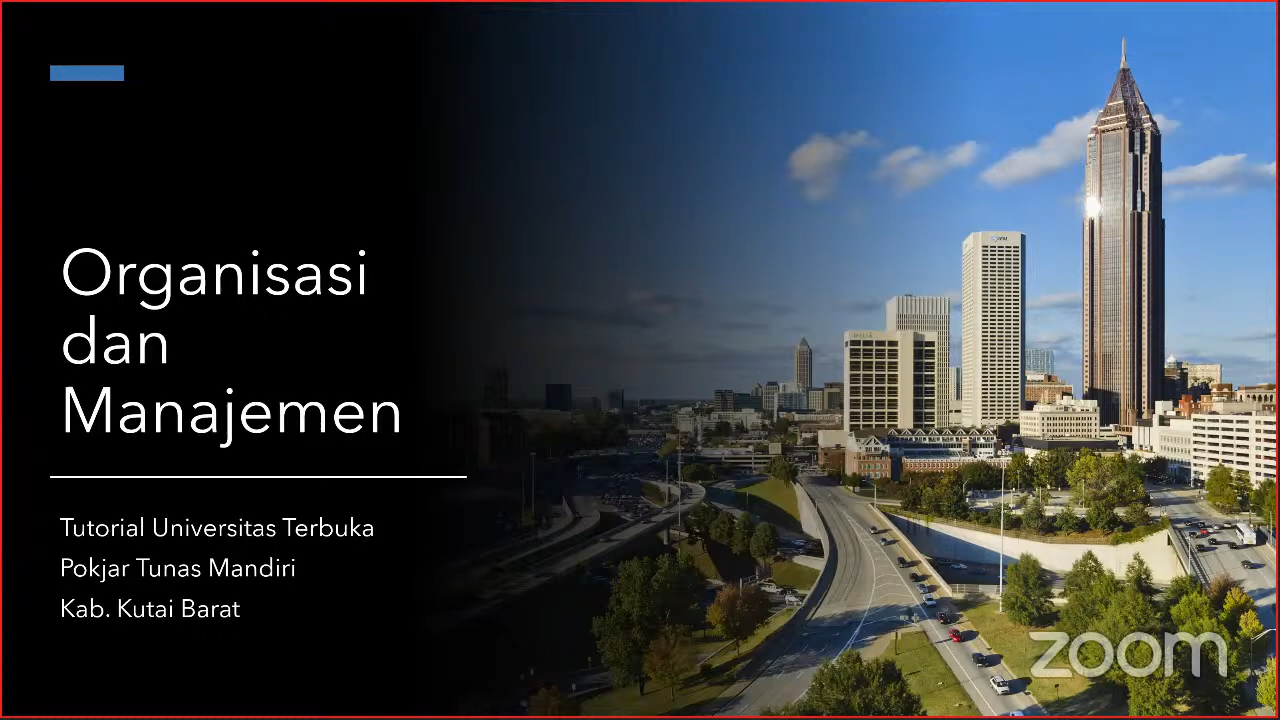 Organisasi
dan
Manajemen
Tutorial Universitas Terbuka
Pokjar Tunas Mandiri
Kab. Kutai Barat
zoom